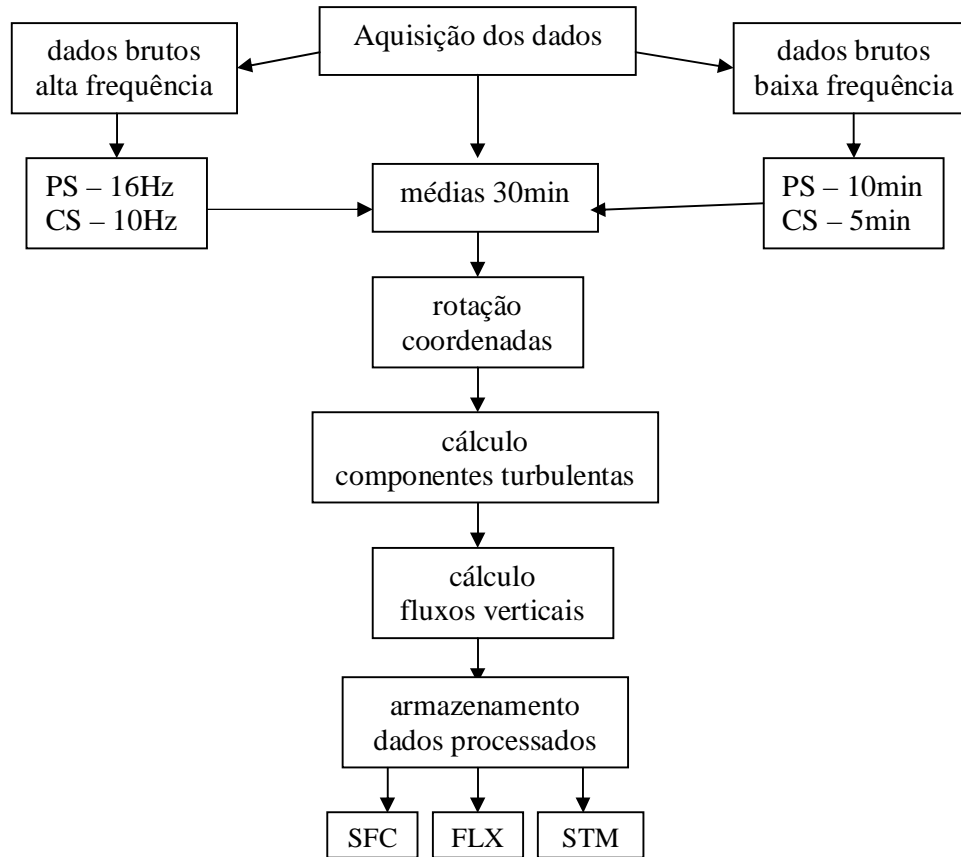 Aquisição dos dados
dados brutos
alta frequência
dados brutos
baixa frequência
PS – 16Hz
CS – 10Hz
médias 30min
PS – 10min
CS – 5min
rotação
coordenadas
cálculo
componentes turbulentas
cálculo
fluxos verticais
armazenamento
dados processados
SFC
FLX
STM